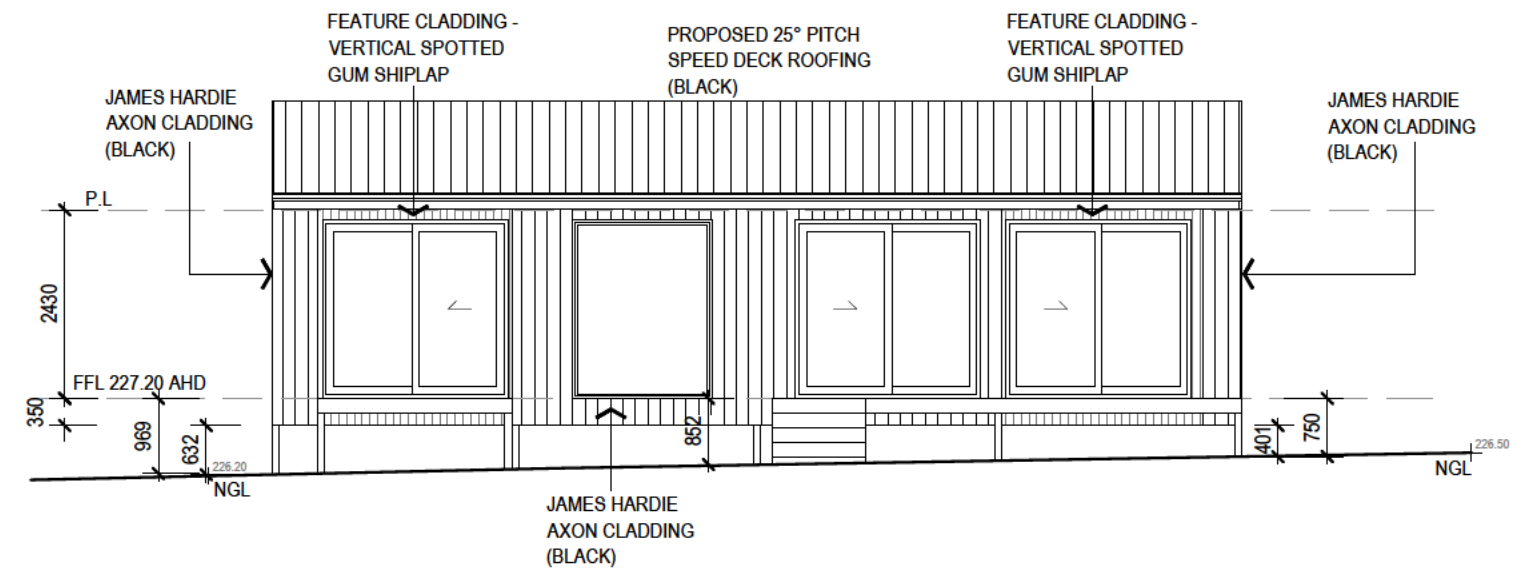 FEATURE CLADDING -
VERTICAL SPOTTED
GUM SHIPLAP
PROPOSED 25° PITCH
SPEED DECK ROOFING
(BLACK)
FEATURE CLADDING -
VERTICAL SPOTTED
GUM SHIPLAP
JAMES HARDIE
AXON CLADDING
(BLACK)
JAMES HARDIE
AXON CLADDING
(BLACK)
P.L
2430
FFL 227.20 AHD
350
969
632
852
401
750
226.20
NGL
226.50
NGL
JAMES HARDIE
AXON CLADDING
(BLACK)